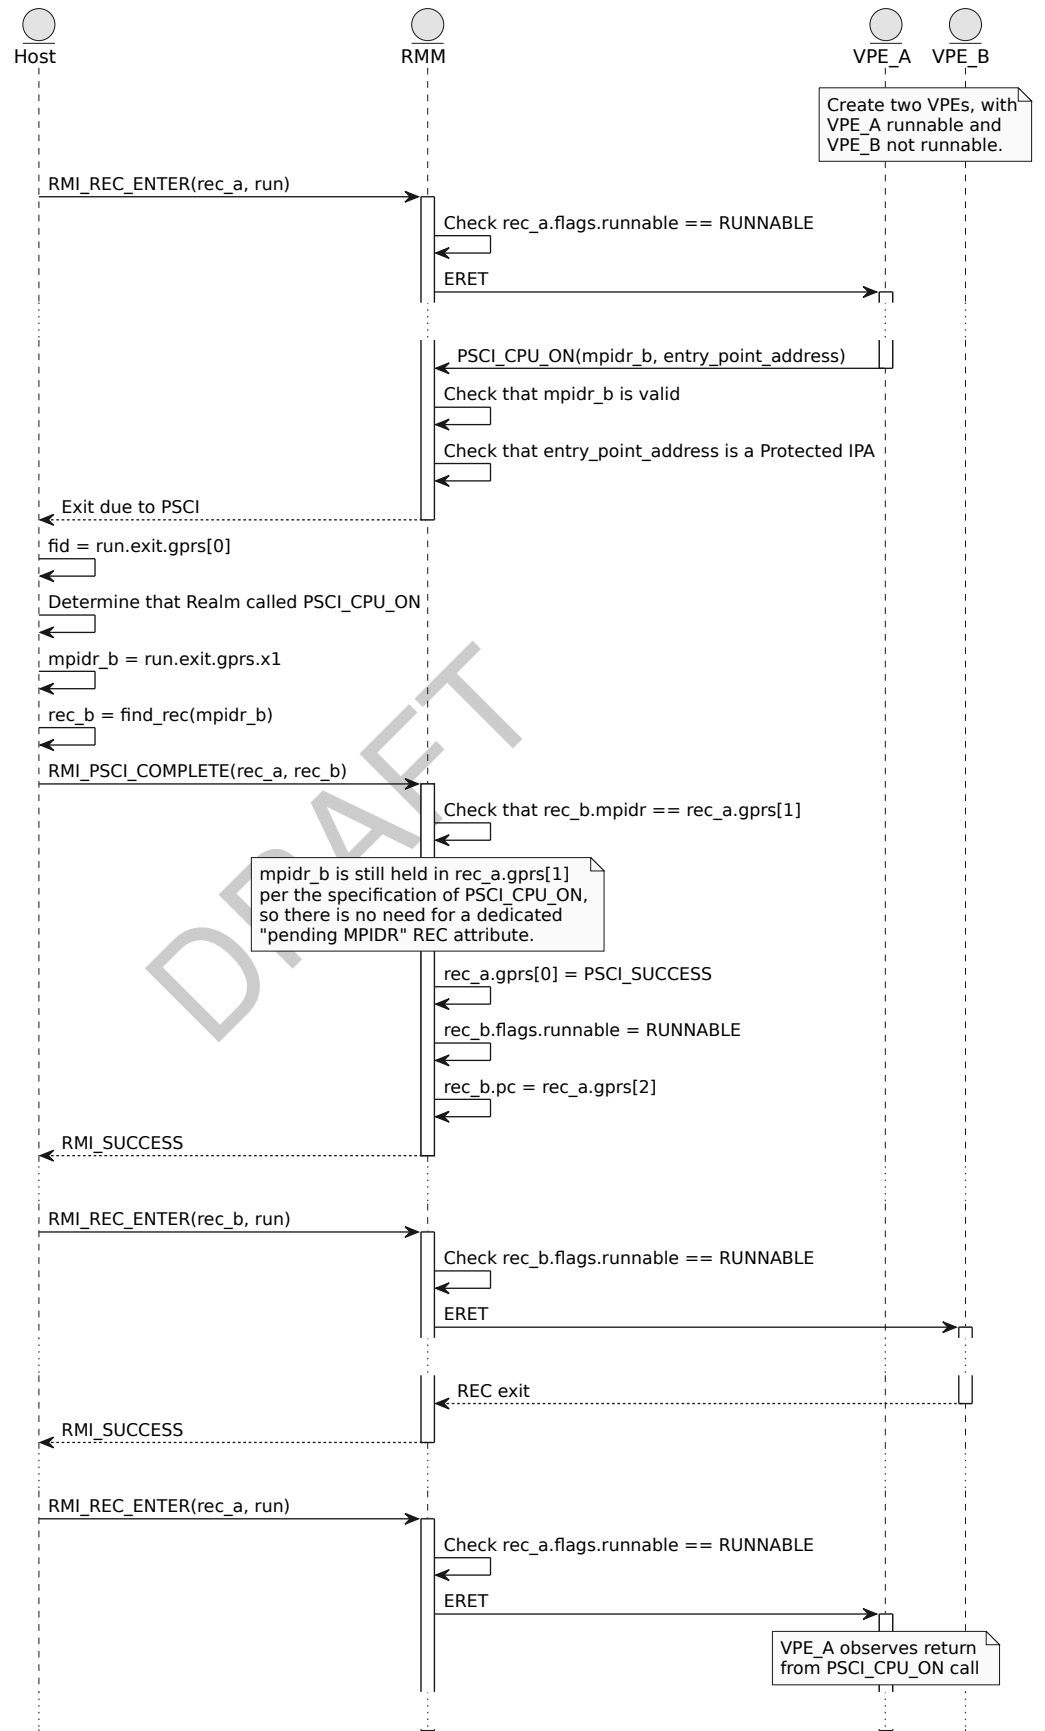 Host
RMM
VPE_A
VPE_B
Create two VPEs, with
VPE_A runnable and
VPE_B not runnable.
RMI_REC_ENTER(rec_a, run)
Check rec_a.flags.runnable == RUNNABLE
ERET
PSCI_CPU_ON(mpidr_b, entry_point_address)
Check that mpidr_b is valid
Check that entry_point_address is a Protected IPA
Exit due to PSCI
fid = run.exit.gprs[0]
Determine that Realm called PSCI_CPU_ON
mpidr_b = run.exit.gprs.x1
rec_b = find_rec(mpidr_b)
RMI_PSCI_COMPLETE(rec_a, rec_b)
Check that rec_b.mpidr == rec_a.gprs[1]
mpidr_b is still held in rec_a.gprs[1]
per the specification of PSCI_CPU_ON,
so there is no need for a dedicated
"pending MPIDR" REC attribute.
DRAFT
rec_a.gprs[0] = PSCI_SUCCESS
rec_b.flags.runnable = RUNNABLE
rec_b.pc = rec_a.gprs[2]
RMI_SUCCESS
RMI_REC_ENTER(rec_b, run)
Check rec_b.flags.runnable == RUNNABLE
ERET
REC exit
RMI_SUCCESS
RMI_REC_ENTER(rec_a, run)
Check rec_a.flags.runnable == RUNNABLE
ERET
VPE_A observes return
from PSCI_CPU_ON call